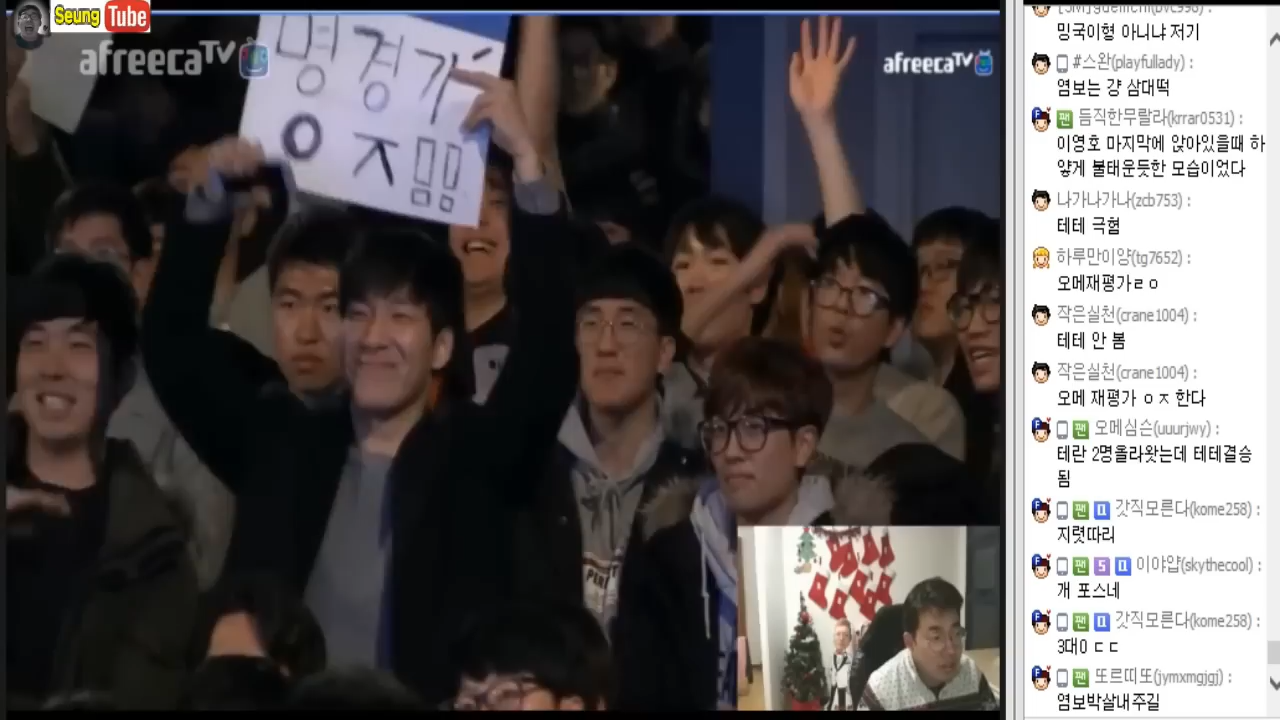 Seung Tube
afreecaTV
afreecaTV
명경기
ㅇㅈ!!
밍국이형 아니냐 저기
#스완(playfullady) :
염보는 걍 삼대떡
듬직한무랄라(krrar0531) :
이영호 마지막에 앉아있을때 하
얗게 불태운듯한 모습이었다
나가나가나(zcb753) :
테테 극혐
하루만이양(tg7652) :
오메재평가ㄹㅇ
작은실천(crane1004) :
테테 안 봄
작은실천(crane1004) :
오메 재평가 ㅇㅈ 한다
오메심슨(uuurjwy) :
테란 2명올라왓는데 테테결승
됨
갓직모른다(kome258) :
지렷따리
이야얍(skythecool) :
개 포스네
갓직모른다(kome258) :
3대0 ㄷㄷ
또르띠또(jymxmgjgj) :
염보박살내주길